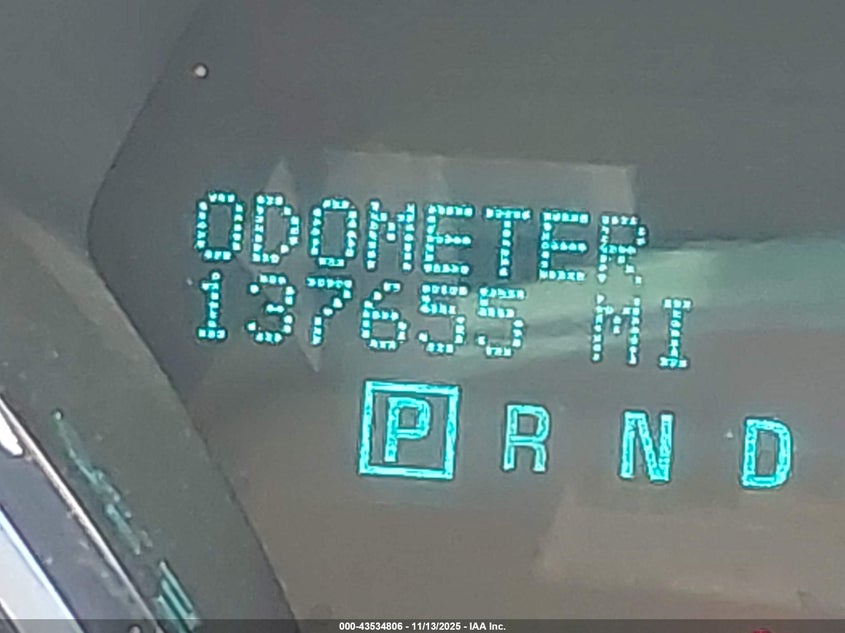 ODOMETER
137655 MI
P R N D
000-43534806 - 11/13/2025 - IAA Inc.